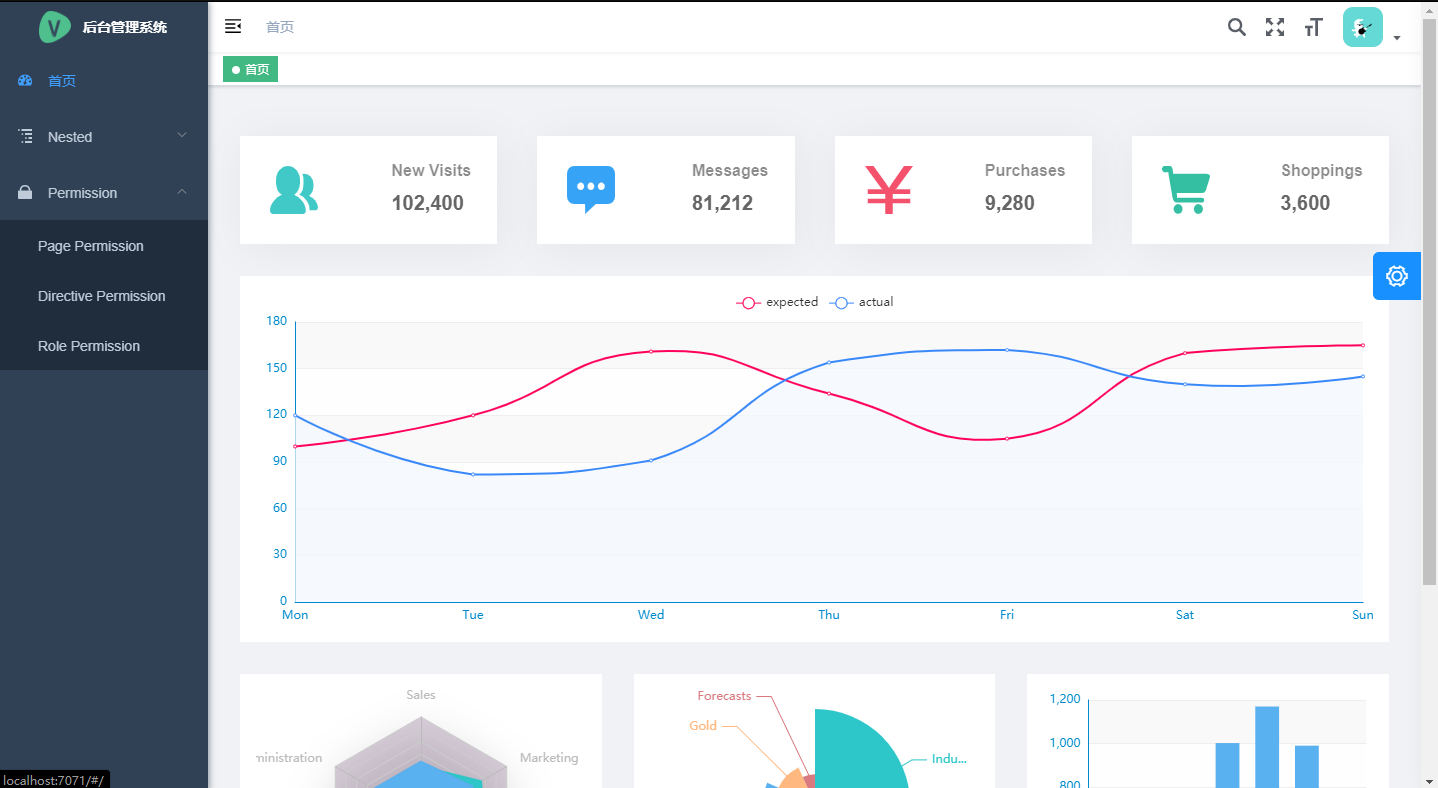 V 后台管理系统
首页
首页
首页
Nested
Permission
Page Permission
Directive Permission
Role Permission
New Visits
102,400
Messages
81,212
Purchases
9,280
Shoppings
3,600
expected actual
180
150
120
90
60
30
0
Mon Tue Wed Thu Fri Sat Sun
Sales
ministration
Marketing
Forecasts
Gold
Indu...
1,200
1,000
800
localhost:7071/#/